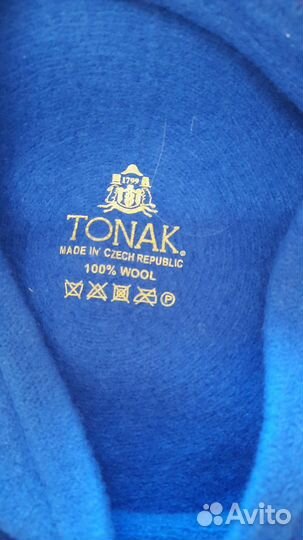 1799
TONAK®
MADE IN CZECH REPUBLIC
100% WOOL
P
Avito